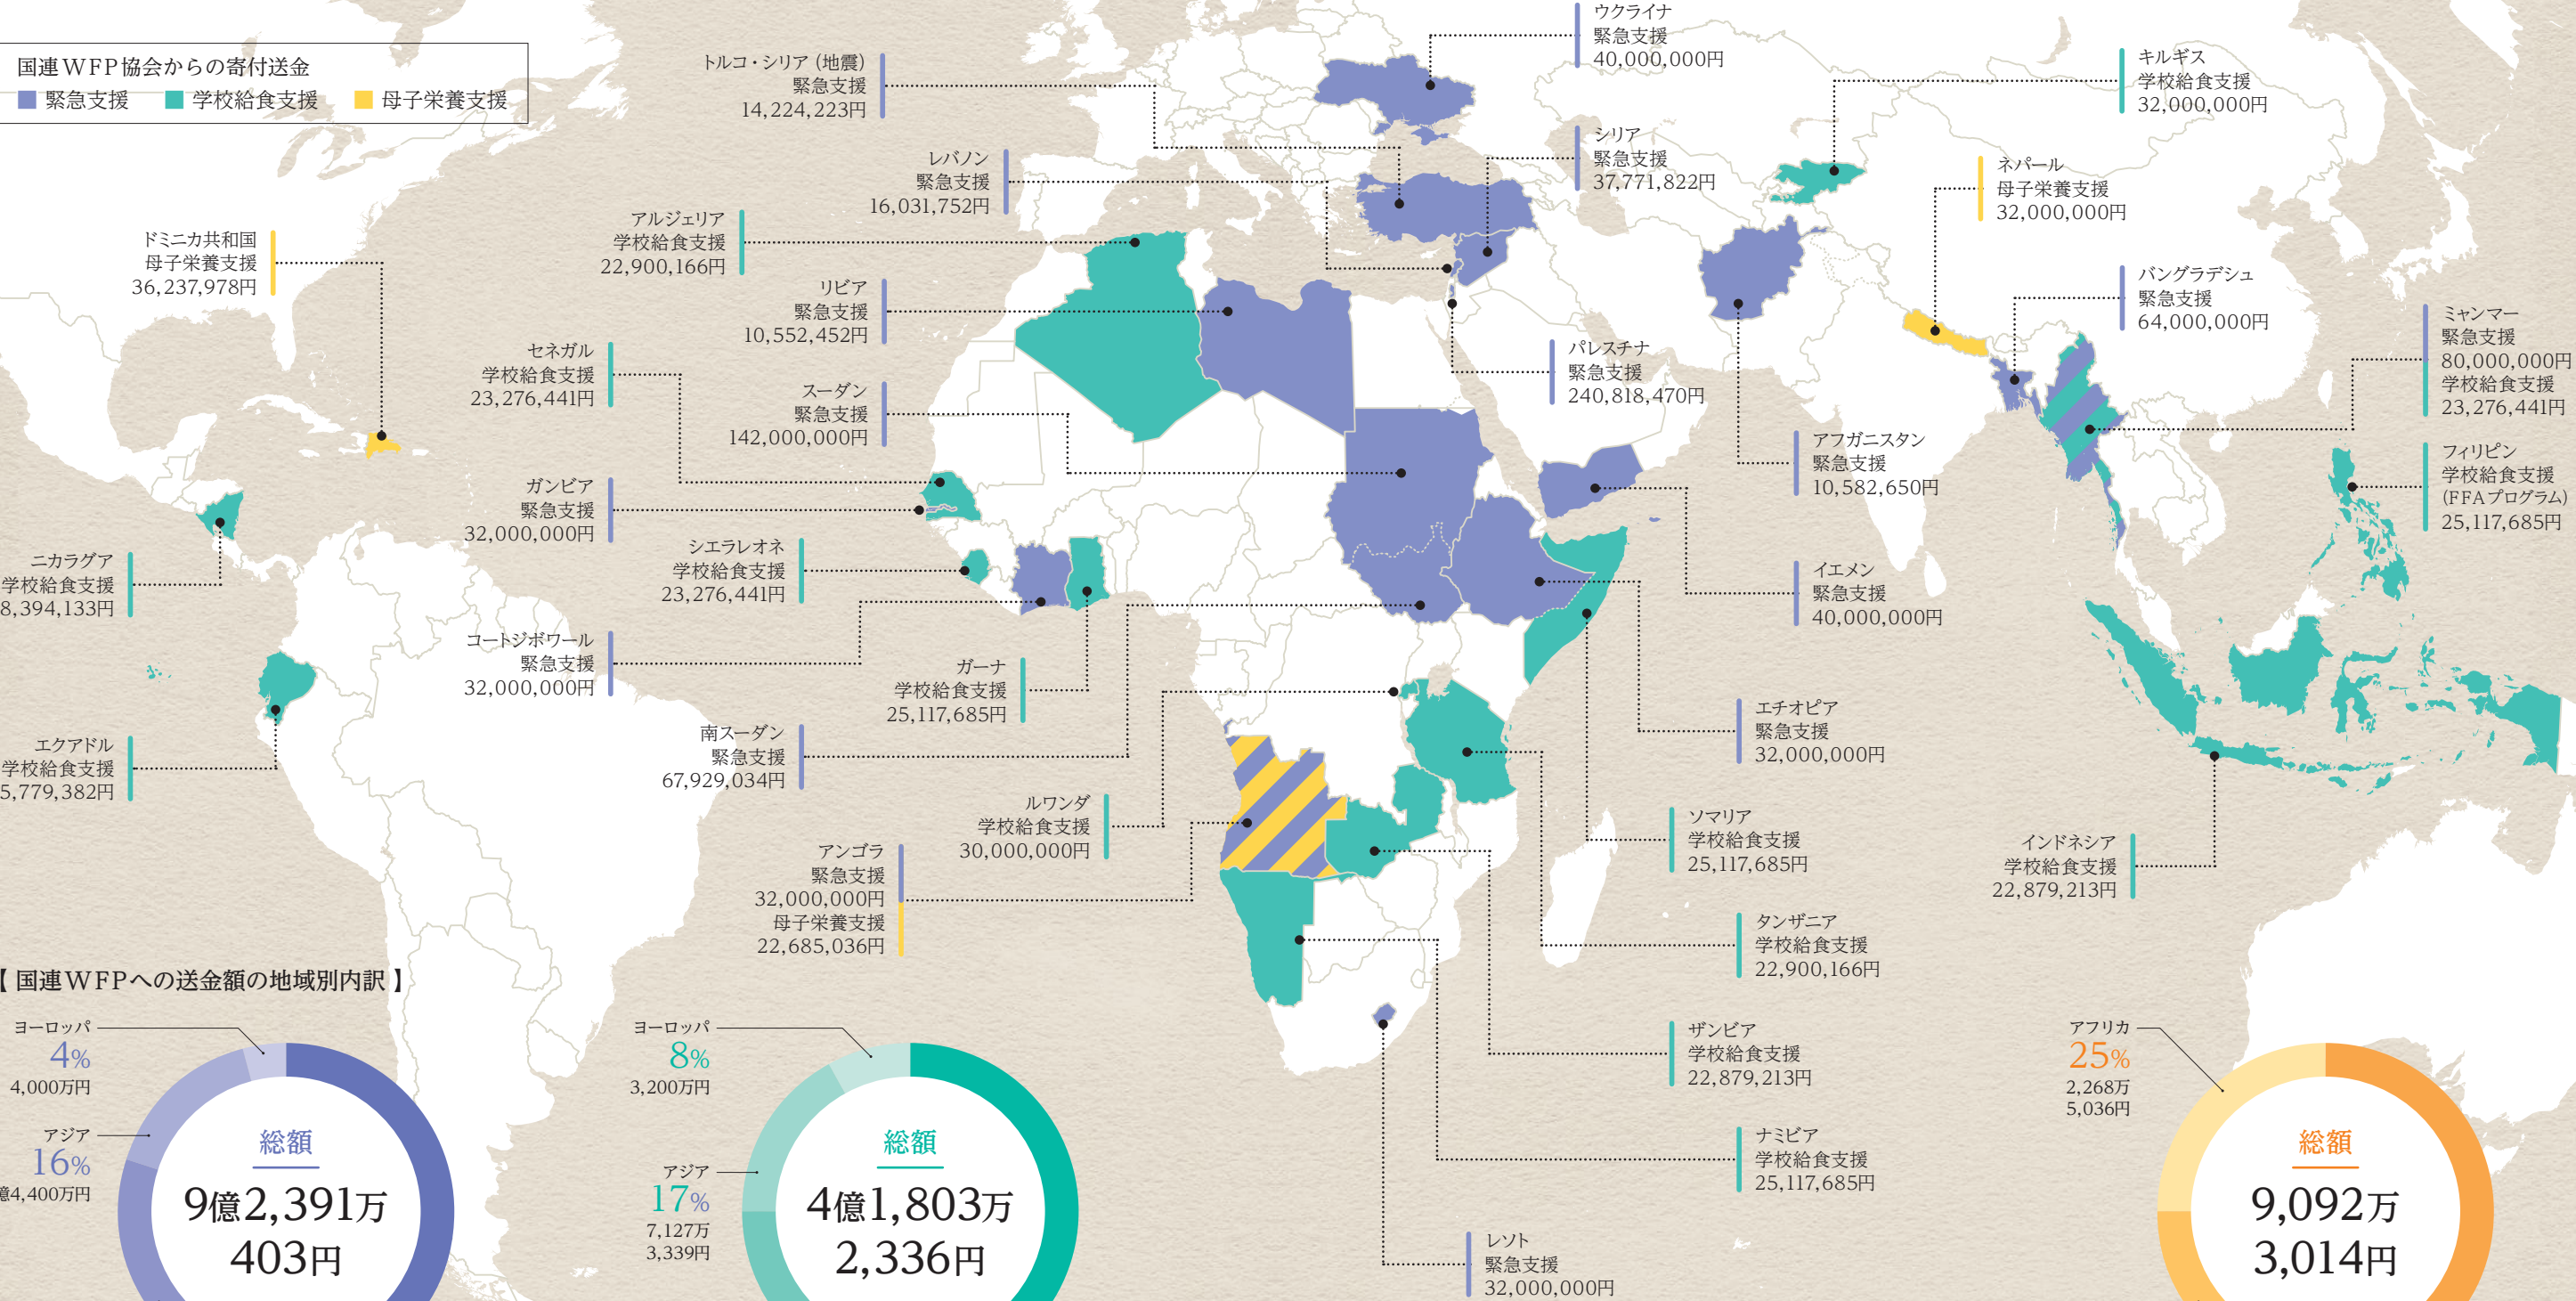 国連WFP協会からの寄付送金
緊急支援 学校給食支援 母子栄養支援
ドミニカ共和国
母子栄養支援
36,237,978円
ニカラグア
学校給食支援
8,394,133円
エクアドル
学校給食支援
5,779,382円
トルコ・シリア（地震）
緊急支援
14,224,223円
レバノン
緊急支援
16,031,752円
アルジェリア
学校給食支援
22,900,166円
リビア
緊急支援
10,552,452円
セネガル
学校給食支援
23,276,441円
スーダン
緊急支援
142,000,000円
ガンビア
緊急支援
32,000,000円
シエラレオネ
学校給食支援
23,276,441円
コートジボワール
緊急支援
32,000,000円
ガーナ
学校給食支援
25,117,685円
南スーダン
緊急支援
67,929,034円
ルワンダ
学校給食支援
30,000,000円
アンゴラ
緊急支援
32,000,000円
母子栄養支援
22,685,036円
ウクライナ
緊急支援
40,000,000円
シリア
緊急支援
37,771,822円
パレスチナ
緊急支援
240,818,470円
アフガニスタン
緊急支援
10,582,650円
イエメン
緊急支援
40,000,000円
エチオピア
緊急支援
32,000,000円
ソマリア
学校給食支援
25,117,685円
タンザニア
学校給食支援
22,900,166円
ザンビア
学校給食支援
22,879,213円
ナミビア
学校給食支援
25,117,685円
レソト
緊急支援
32,000,000円
キルギス
学校給食支援
32,000,000円
ネパール
母子栄養支援
32,000,000円
バングラデシュ
緊急支援
64,000,000円
ミャンマー
緊急支援
80,000,000円
学校給食支援
23,276,441円
フィリピン
学校給食支援
(FFAプログラム)
25,117,685円
インドネシア
学校給食支援
22,879,213円
【 国連WFPへの送金額の地域別内訳 】
ヨーロッパ
4%
4,000万円
アジア
16%
億4,400万円
総額
9億2,391万
403円
ヨーロッパ
8%
3,200万円
アジア
17%
7,127万
3,339円
総額
4億1,803万
2,336円
アフリカ
25%
2,268万
5,036円
総額
9,092万
3,014円